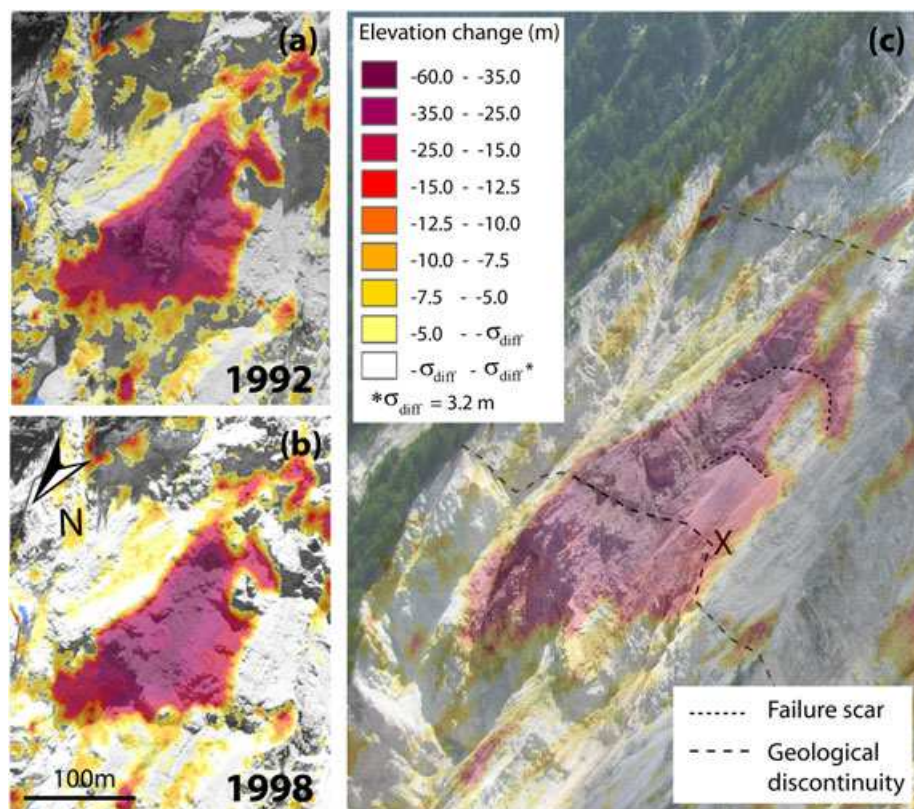 (a)
1992
(b)
N
100m
1998
Elevation change (m)
-60.0 - -35.0
-35.0 - -25.0
-25.0 - -15.0
-15.0 - -12.5
-12.5 - -10.0
-10.0 - -7.5
-7.5 - -5.0
-5.0 - -σdiff
-σdiff - σdiff*
*σdiff = 3.2 m
(c)
X
Failure scar
Geological
discontinuity